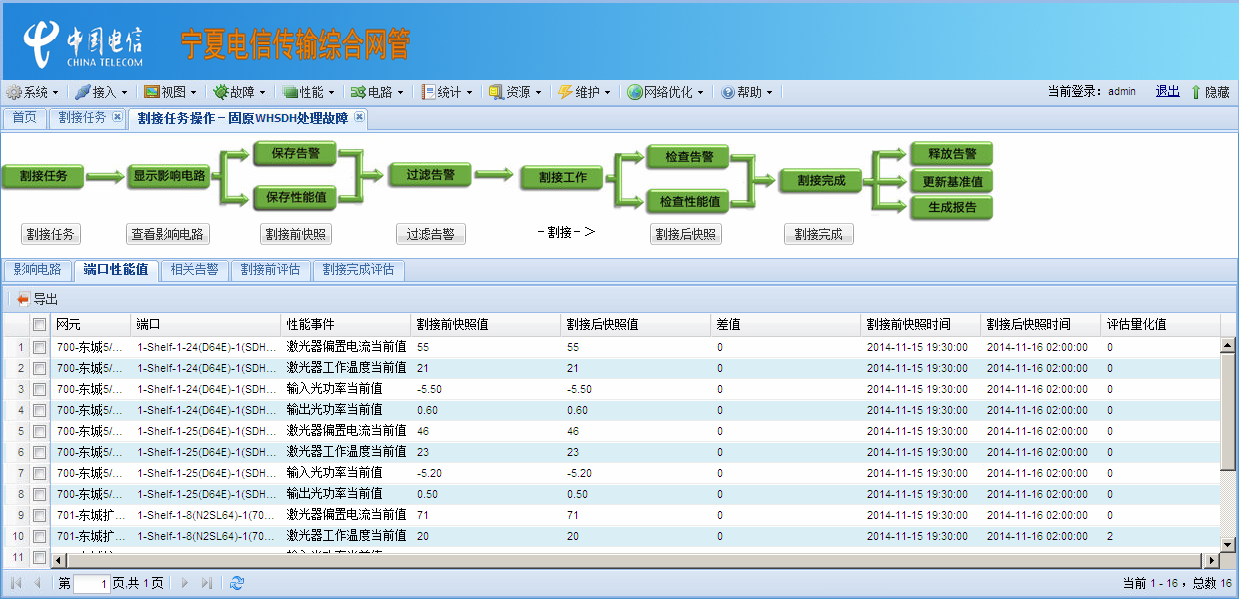 中国电信
CHINA TELECOM
宁夏电信传输综合网管
系统 接入 视图 故障 性能 电路 统计 资源 维护 网络优化 帮助 当前登录: admin 退出 隐藏
首页 割接任务 割接任务操作－固原WHSDH处理故障
割接任务 显示影响电路 保存告警 保存性能值 过滤告警 割接工作 检查告警 检查性能值 割接完成 释放告警 更新基准值 生成报告
割接任务 查看影响电路 割接前快照 过滤告警 －割接－＞ 割接后快照 割接完成
影响电路 端口性能值 相关告警 割接前评估 割接完成评估
导出
网元 端口 性能事件 割接前快照值 割接后快照值 差值 割接前快照时间 割接后快照时间 评估量化值
1 700-东城5/... 1-Shelf-1-24(D64E)-1(SDH... 激光器偏置电流当前值 55 55 0 2014-11-15 19:30:00 2014-11-16 02:00:00 0
2 700-东城5/... 1-Shelf-1-24(D64E)-1(SDH... 激光器工作温度当前值 21 21 0 2014-11-15 19:30:00 2014-11-16 02:00:00 0
3 700-东城5/... 1-Shelf-1-24(D64E)-1(SDH... 输入光功率当前值 -5.50 -5.50 0 2014-11-15 19:30:00 2014-11-16 02:00:00 0
4 700-东城5/... 1-Shelf-1-24(D64E)-1(SDH... 输出光功率当前值 0.60 0.60 0 2014-11-15 19:30:00 2014-11-16 02:00:00 0
5 700-东城5/... 1-Shelf-1-25(D64E)-1(SDH... 激光器偏置电流当前值 46 46 0 2014-11-15 19:30:00 2014-11-16 02:00:00 0
6 700-东城5/... 1-Shelf-1-25(D64E)-1(SDH... 激光器工作温度当前值 23 23 0 2014-11-15 19:30:00 2014-11-16 02:00:00 0
7 700-东城5/... 1-Shelf-1-25(D64E)-1(SDH... 输入光功率当前值 -5.20 -5.20 0 2014-11-15 19:30:00 2014-11-16 02:00:00 0
8 700-东城5/... 1-Shelf-1-25(D64E)-1(SDH... 输出光功率当前值 0.50 0.50 0 2014-11-15 19:30:00 2014-11-16 02:00:00 0
9 701-东城扩... 1-Shelf-1-8(N2SL64)-1(70... 激光器偏置电流当前值 71 71 0 2014-11-15 19:30:00 2014-11-16 02:00:00 0
10 701-东城扩... 1-Shelf-1-8(N2SL64)-1(70... 激光器工作温度当前值 20 20 0 2014-11-15 19:30:00 2014-11-16 02:00:00 2
11
第 1 页,共 1 页 当前 1 - 16 ，总数 16